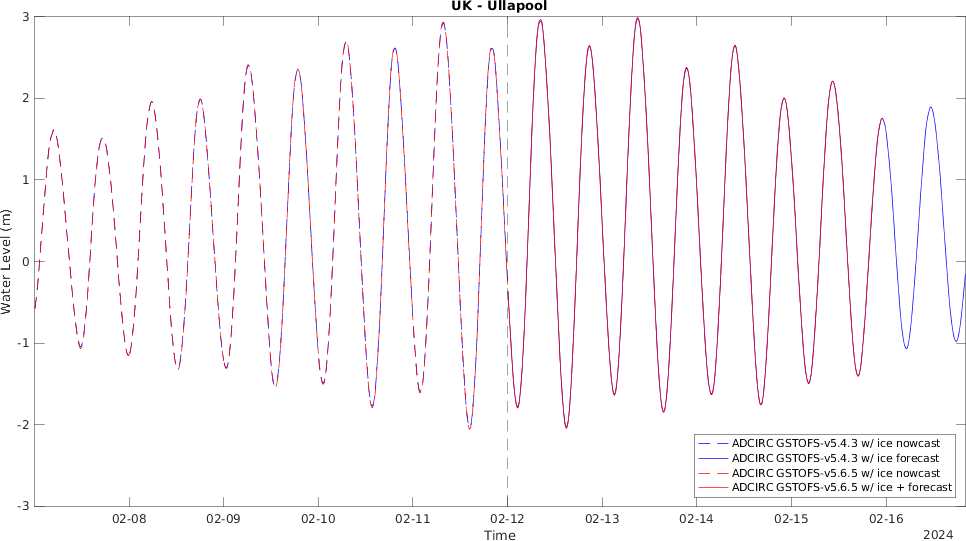 UK - Ullapool
3
2
1
0
-1
-2
-3
Water Level (m)
02-08
02-09
02-10
02-11
02-12
02-13
02-14
02-15
02-16
Time
2024
ADCIRC GSTOFS-v5.4.3 w/ ice nowcast
ADCIRC GSTOFS-v5.4.3 w/ ice forecast
ADCIRC GSTOFS-v5.6.5 w/ ice nowcast
ADCIRC GSTOFS-v5.6.5 w/ ice + forecast